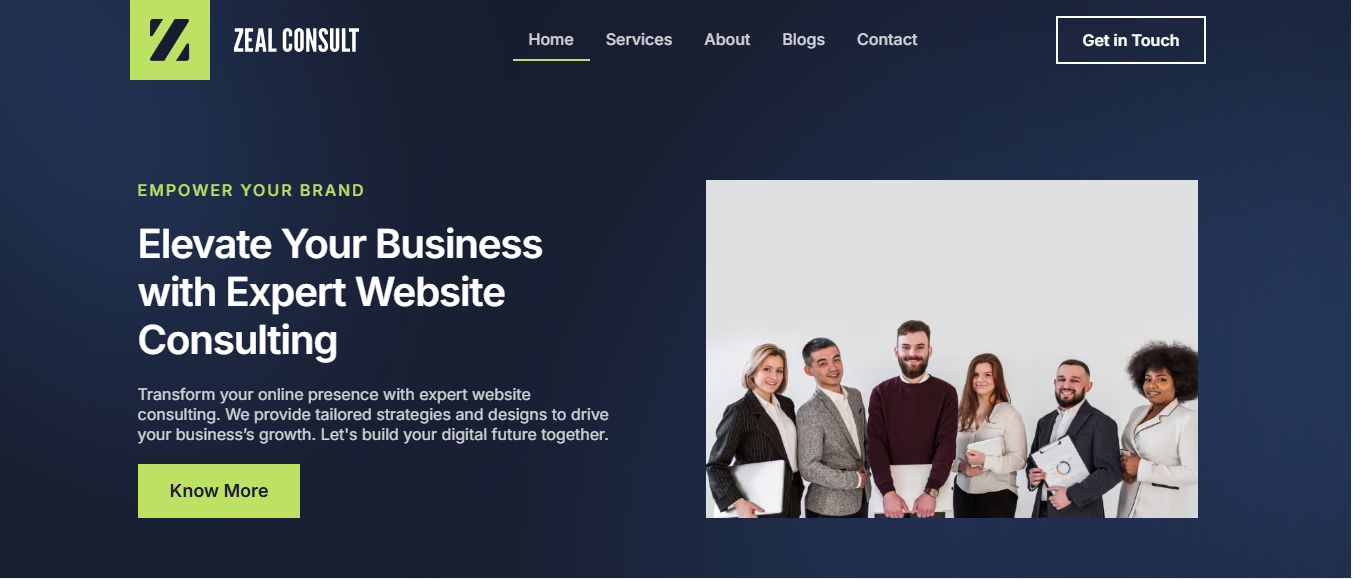 ZEAL CONSULT
Home Services About Blogs Contact
Get in Touch
EMPOWER YOUR BRAND
Elevate Your Business
with Expert Website
Consulting
Transform your online presence with expert website
consulting. We provide tailored strategies and designs to drive
your business’s growth. Let's build your digital future together.
Know More